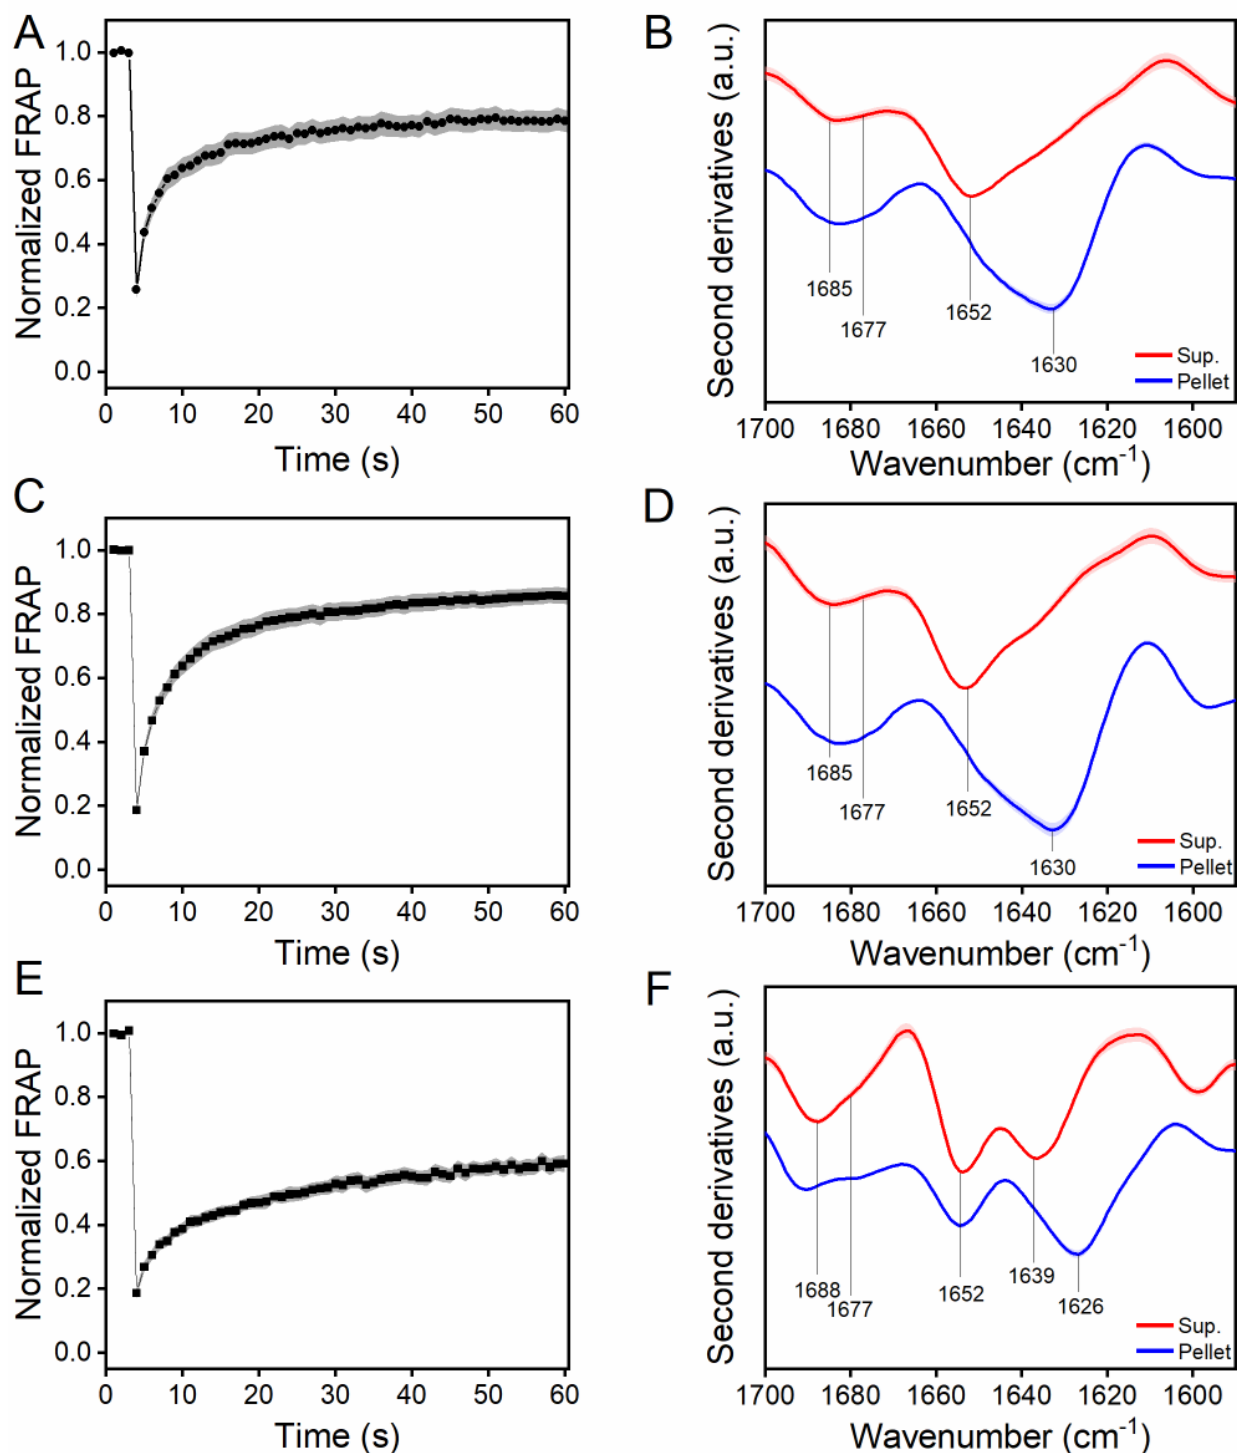 A
Normalized FRAP
1.0
0.8
0.6
0.4
0.2
0.0
0 10 20 30 40 50 60
Time (s)
B
Second derivatives (a.u.)
1685
1677
1652
1630
Sup.
Pellet
1700 1680 1660 1640 1620 1600
Wavenumber (cm⁻¹)
C
Normalized FRAP
1.0
0.8
0.6
0.4
0.2
0.0
0 10 20 30 40 50 60
Time (s)
D
Second derivatives (a.u.)
1685
1677
1652
1630
Sup.
Pellet
1700 1680 1660 1640 1620 1600
Wavenumber (cm⁻¹)
E
Normalized FRAP
1.0
0.8
0.6
0.4
0.2
0.0
0 10 20 30 40 50 60
Time (s)
F
Second derivatives (a.u.)
1688
1677
1652
1639
1626
Sup.
Pellet
1700 1680 1660 1640 1620 1600
Wavenumber (cm⁻¹)